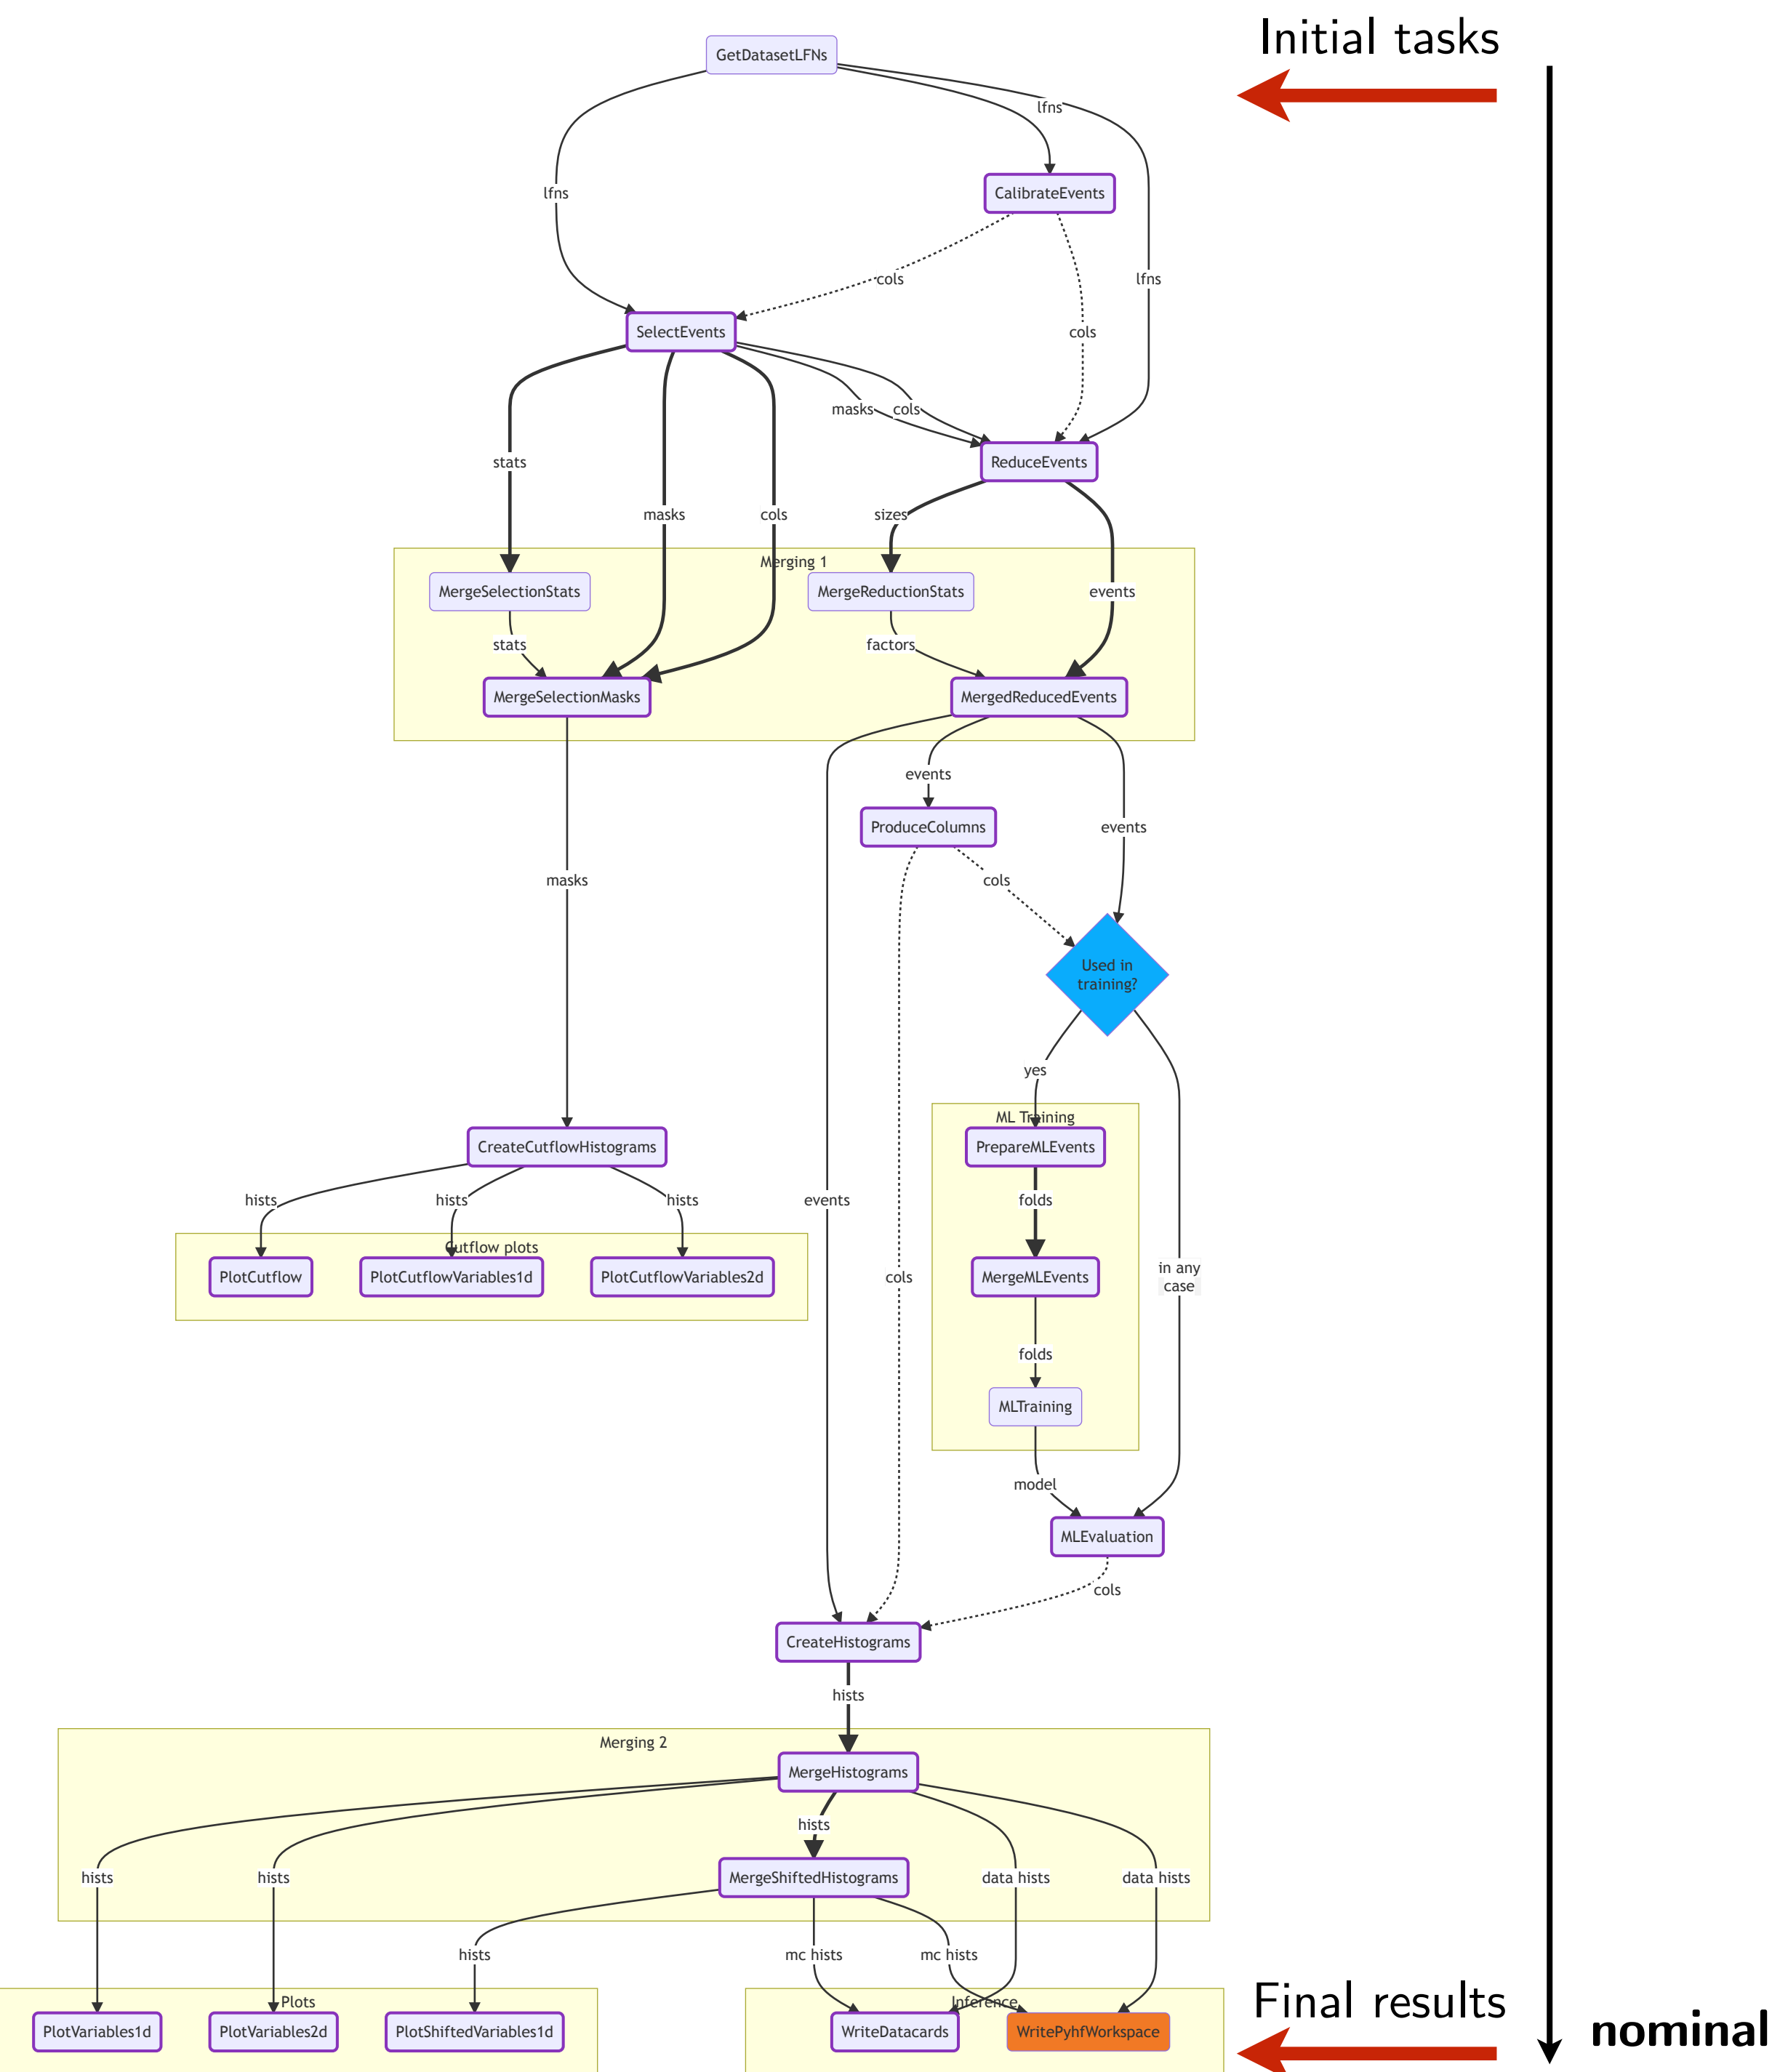 Initial tasks
GetDatasetLFNs
lfns
lfns
CalibrateEvents
cols
lfns
SelectEvents
cols
masks
cols
stats
ReduceEvents
masks
cols
sizes
Merging 1
MergeSelectionStats
MergeReductionStats
events
stats
factors
MergeSelectionMasks
MergedReducedEvents
events
ProduceColumns
events
masks
cols
Used in
training?
yes
ML Training
CreateCutflowHistograms
PrepareMLEvents
hists
hists
hists
events
folds
Cutflow plots
PlotCutflow
PlotCutflowVariables1d
PlotCutflowVariables2d
cols
MergeMLEvents
in any
case
folds
MLTraining
model
MLEvaluation
cols
CreateHistograms
hists
Merging 2
MergeHistograms
hists
hists
hists
MergeShiftedHistograms
data hists
data hists
hists
mc hists
mc hists
Plots
Inference
Final results
PlotVariables1d
PlotVariables2d
PlotShiftedVariables1d
WriteDatacards
WritePyhfWorkspace
nominal